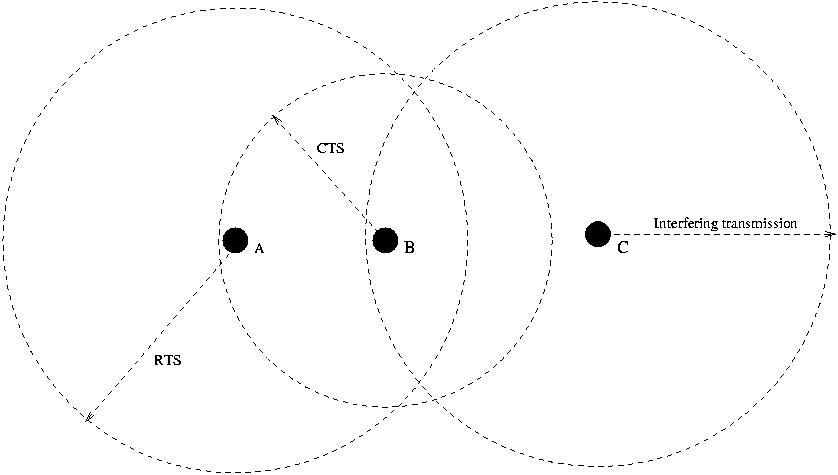 CTS
A
B
C
Interfering transmission
RTS